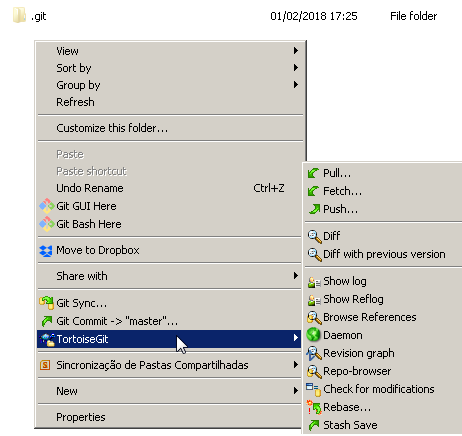 .git 01/02/2018 17:25 File folder
View
Sort by
Group by
Refresh
Customize this folder...
Paste
Paste shortcut
Undo Rename Ctrl+Z
Git GUI Here
Git Bash Here
Move to Dropbox
Share with
Git Sync...
Git Commit -> "master"...
TortoiseGit
Sincronização de Pastas Compartilhadas
New
Properties
Pull...
Fetch...
Push...
Diff
Diff with previous version
Show log
Show Reflog
Browse References
Daemon
Revision graph
Repo-browser
Check for modifications
Rebase...
Stash Save